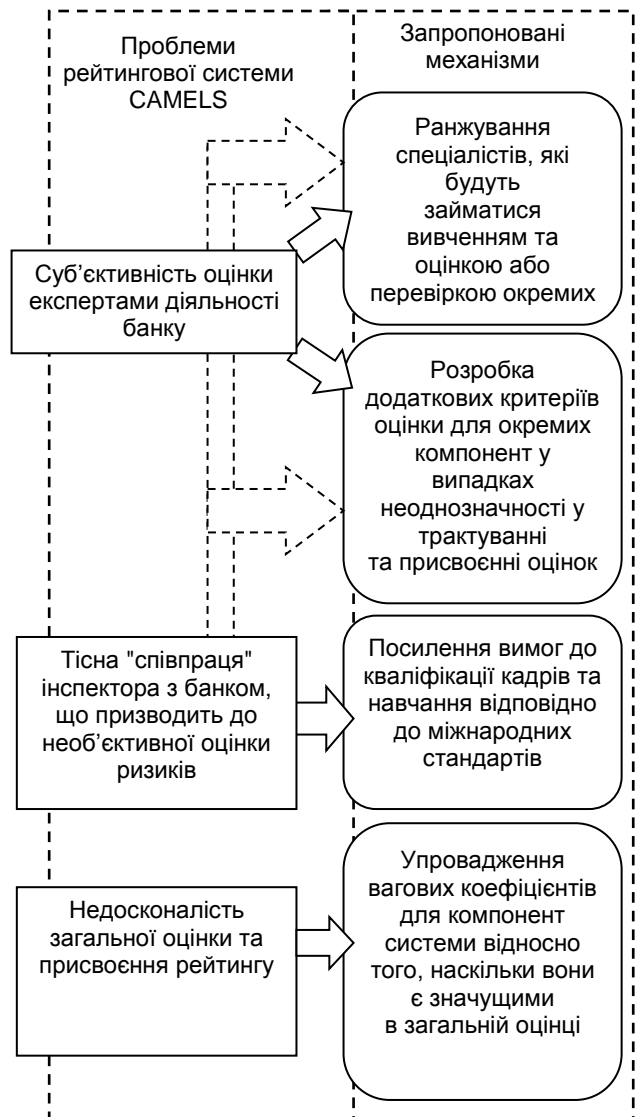 Проблеми
рейтингової системи
CAMELS
Запропоновані
механізми
Ранжування
спеціалістів, які
будуть
займатися
вивченням та
оцінкою або
перевіркою окремих
Суб’єктивність оцінки
експертами діяльності
банку
Розробка
додаткових критеріїв
оцінки для окремих
компонент у
випадках
неоднозначності у
трактуванні
та присвоєнні оцінок
Тісна "співпраця"
інспектора з банком,
що призводить до
необ’єктивної оцінки
ризиків
Посилення вимог до
кваліфікації кадрів та
навчання відповідно
до міжнародних
стандартів
Недосконалість
загальної оцінки та
присвоєння рейтингу
Упровадження
вагових коефіцієнтів
для компонент
системи відносно
того, наскільки вони
є значущими
в загальній оцінці